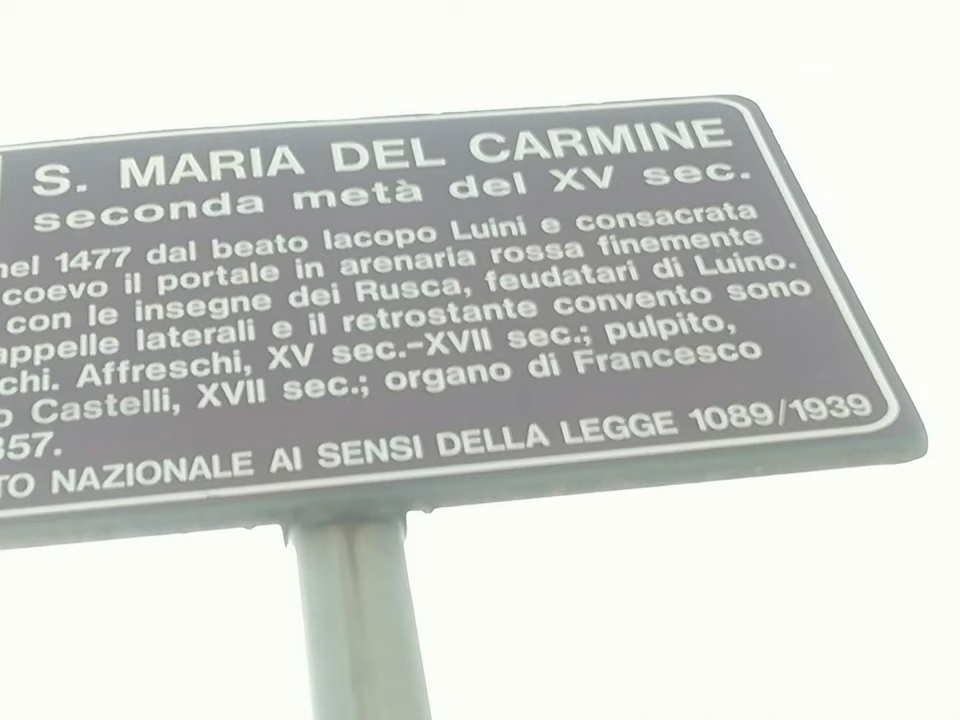 S. MARIA DEL CARMINE
seconda metà del XV sec.
nel 1477 dal beato Iacopo Luini e consacrata
coevo il portale in arenaria rossa finemente
con le insegne dei Rusca, feudatari di Luino.
appelle laterali e il retrostante convento sono
chi. Affreschi, XV sec.-XVII sec.; pulpito,
o Castelli, XVII sec.; organo di Francesco
857.
TO NAZIONALE AI SENSI DELLA LEGGE 1089/1939